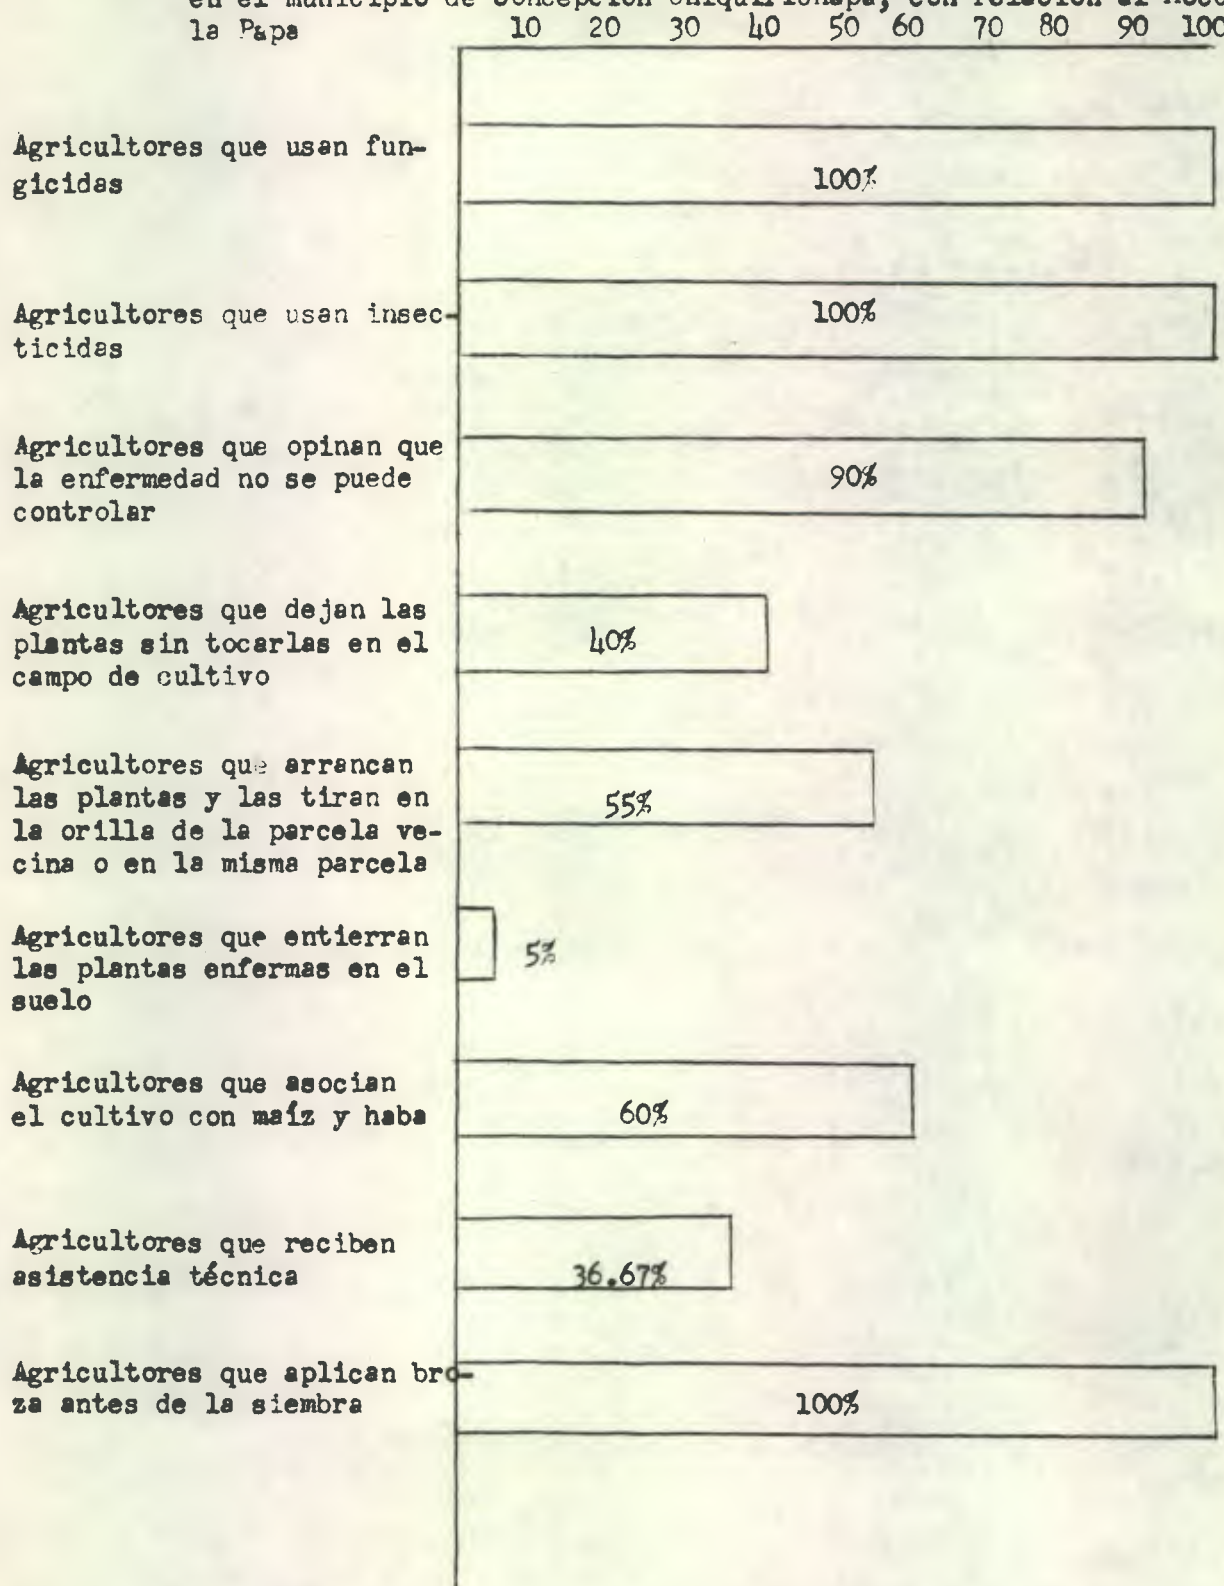 la Papa
10 20 30 40 50 60 70 80 90 100
Agricultores que usan fun-
gicidas
100%
Agricultores que usan insec-
ticidas
100%
Agricultores que opinan que
la enfermedad no se puede
controlar
90%
Agricultores que dejan las
plantas sin tocarlas en el
campo de cultivo
40%
Agricultores que arrancan
las plantas y las tiran en
la orilla de la parcela ve-
cina o en la misma parcela
55%
Agricultores que entierran
las plantas enfermas en el
suelo
5%
Agricultores que asocian
el cultivo con maíz y haba
60%
Agricultores que reciben
asistencia técnica
36.67%
Agricultores que aplican bro-
za antes de la siembra
100%